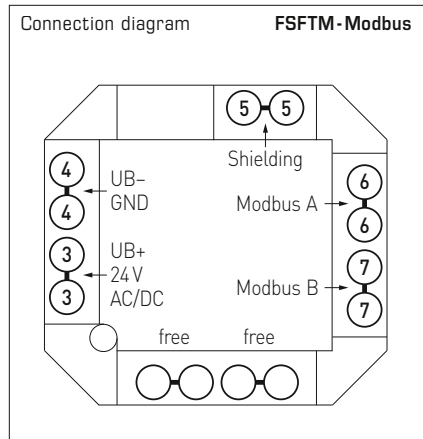 Connection diagram FSFTM-Modbus
5 5
Shielding
4
UB–
GND
4
6
Modbus A
6
3
UB+
24 V
AC/DC
3
7
Modbus B
7
free free